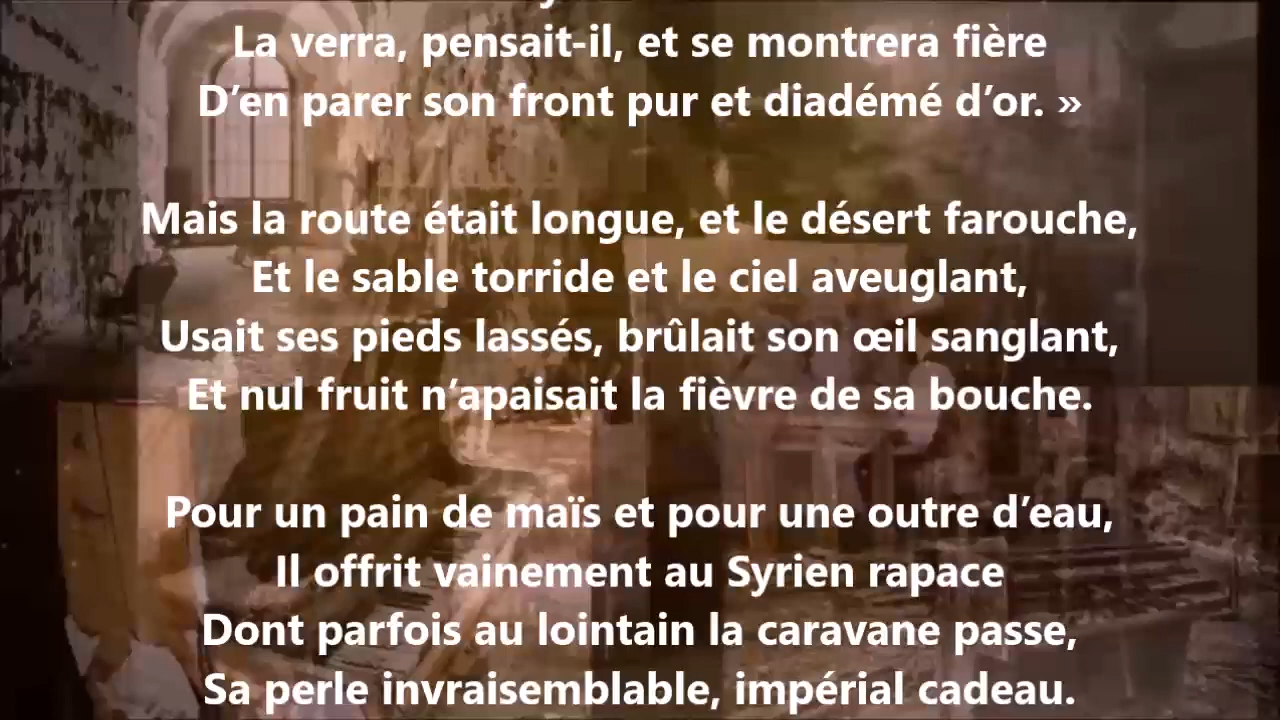 La verra, pensait-il, et se montrera fière
D’en parer son front pur et diadémé d’or. »
Mais la route était longue, et le désert farouche,
Et le sable torride et le ciel aveuglant,
Usait ses pieds lassés, brûlait son œil sanglant,
Et nul fruit n’apaisait la fièvre de sa bouche.
Pour un pain de maïs et pour une outre d’eau,
Il offrit vainement au Syrien rapace
Dont parfois au lointain la caravane passe,
Sa perle invraisemblable, impérial cadeau.